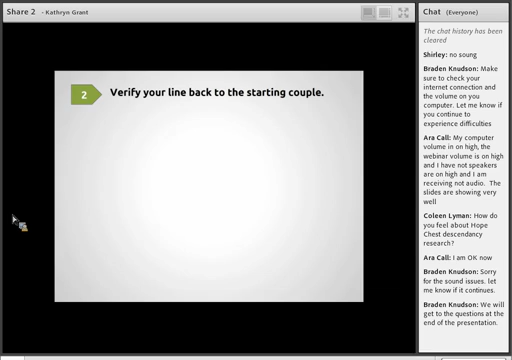 Share 2 - Kathryn Grant
2 Verify your line back to the starting couple.
Chat (Everyone)
The chat history has been
cleared
Shirley: no soung
Braden Knudson: Make
sure to check your
internet connection and
the volume on you
computer. Let me know if
you continue to
experience difficulties
Ara Call: My computer
volume in on high, the
webinar volume is on high
and I have not speakers
are on high and I am
receiving not audio. The
slides are showing very
well
Coleen Lyman: How do
you feel about Hope
Chest descendancy
research?
Ara Call: I am OK now
Braden Knudson: Sorry
for the sound issues. let
me know if it continues.
Braden Knudson: We will
get to the questions at the
end of the presentation.